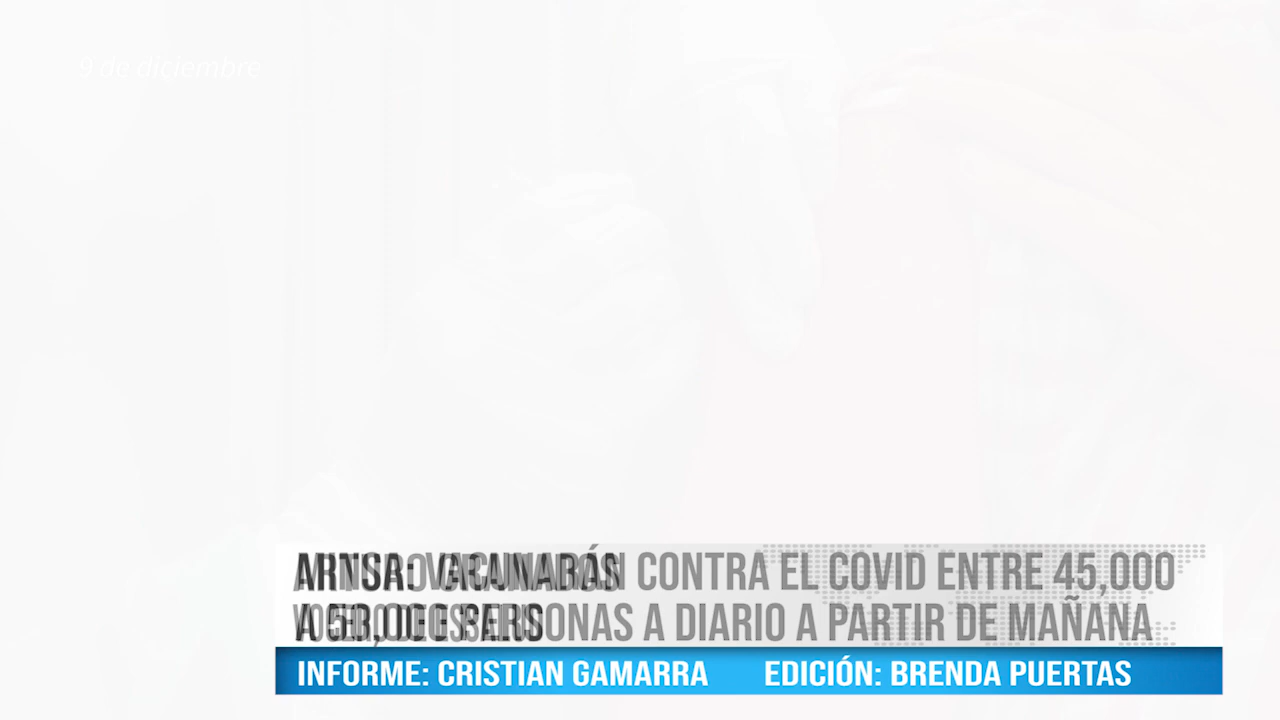 9 de diciembre
CONTRA EL COVID ENTRE 45,000
A DIARIO A PARTIR DE MAÑANA
INFORME: CRISTIAN GAMARRA EDICIÓN: BRENDA PUERTAS